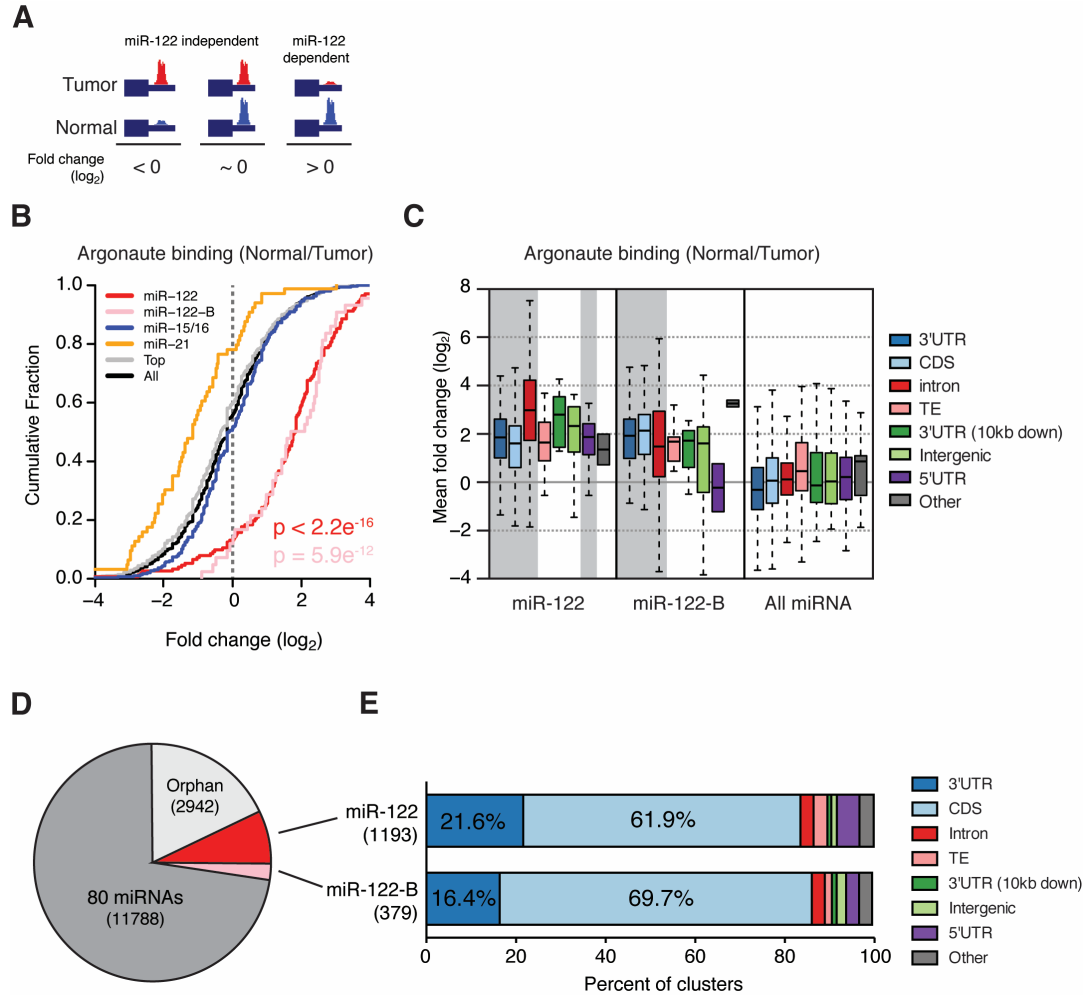 A
miR-122 independent
miR-122
dependent
Tumor
Normal
Fold change
(log2)
< 0
~ 0
> 0
B
Argonaute binding (Normal/Tumor)
1.0
0.8
0.6
0.4
0.2
0.0
Cumulative Fraction
miR−122
miR−122−B
miR−15/16
miR−21
Top
All
p < 2.2e-16
p = 5.9e-12
−4
−2
0
2
4
Fold change (log2)
C
Argonaute binding (Normal/Tumor)
Mean fold change (log2)
8
6
4
2
0
−2
−4
miR-122
miR-122-B
All miRNA
3'UTR
CDS
intron
TE
3'UTR (10kb down)
Intergenic
5'UTR
Other
D
Orphan
(2942)
80 miRNAs
(11788)
E
miR-122
(1193)
21.6%
61.9%
miR-122-B
(379)
16.4%
69.7%
0
20
40
60
80
100
Percent of clusters
3'UTR
CDS
Intron
TE
3'UTR (10kb down)
Intergenic
5'UTR
Other